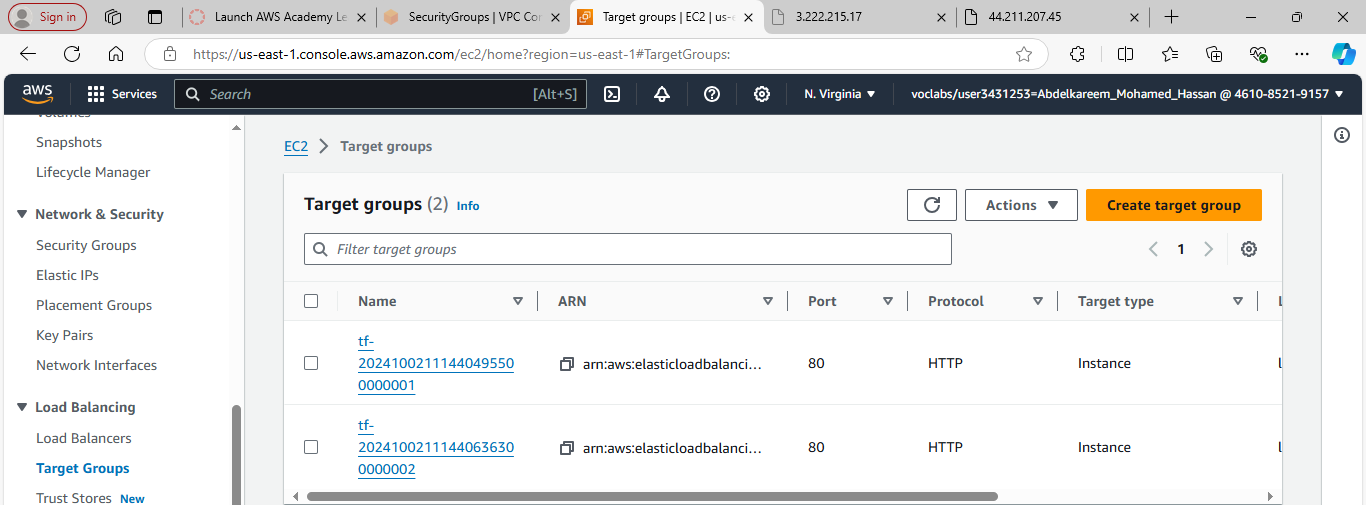 Sign in
Launch AWS Academy Le
SecurityGroups | VPC Con
Target groups | EC2 | us-e
3.222.215.17
44.211.207.45
https://us-east-1.console.aws.amazon.com/ec2/home?region=us-east-1#TargetGroups:
aws
Services
Search
[Alt+S]
N. Virginia
voclabs/user3431253=Abdelkareem_Mohamed_Hassan @ 4610-8521-9157
Volumes
Snapshots
Lifecycle Manager
Network & Security
Security Groups
Elastic IPs
Placement Groups
Key Pairs
Network Interfaces
Load Balancing
Load Balancers
Target Groups
Trust Stores New
EC2 > Target groups
Target groups (2) Info
Actions
Create target group
Filter target groups
1
Name ARN Port Protocol Target type
tf-
2024100211144049550
0000001
arn:aws:elasticloadbalanci... 80 HTTP Instance
tf-
2024100211144063630
0000002
arn:aws:elasticloadbalanci... 80 HTTP Instance